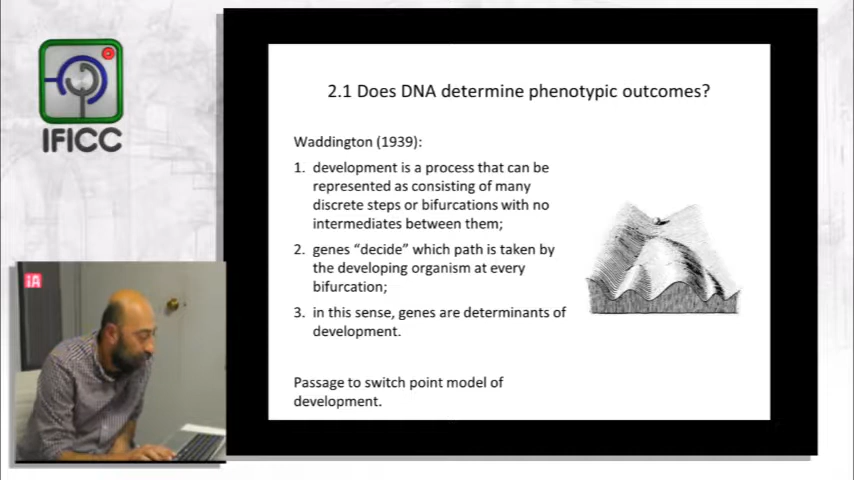 IFICC
iA
2.1 Does DNA determine phenotypic outcomes?
Waddington (1939):
1. development is a process that can be
represented as consisting of many
discrete steps or bifurcations with no
intermediates between them;
2. genes “decide” which path is taken by
the developing organism at every
bifurcation;
3. in this sense, genes are determinants of
development.
Passage to switch point model of
development.